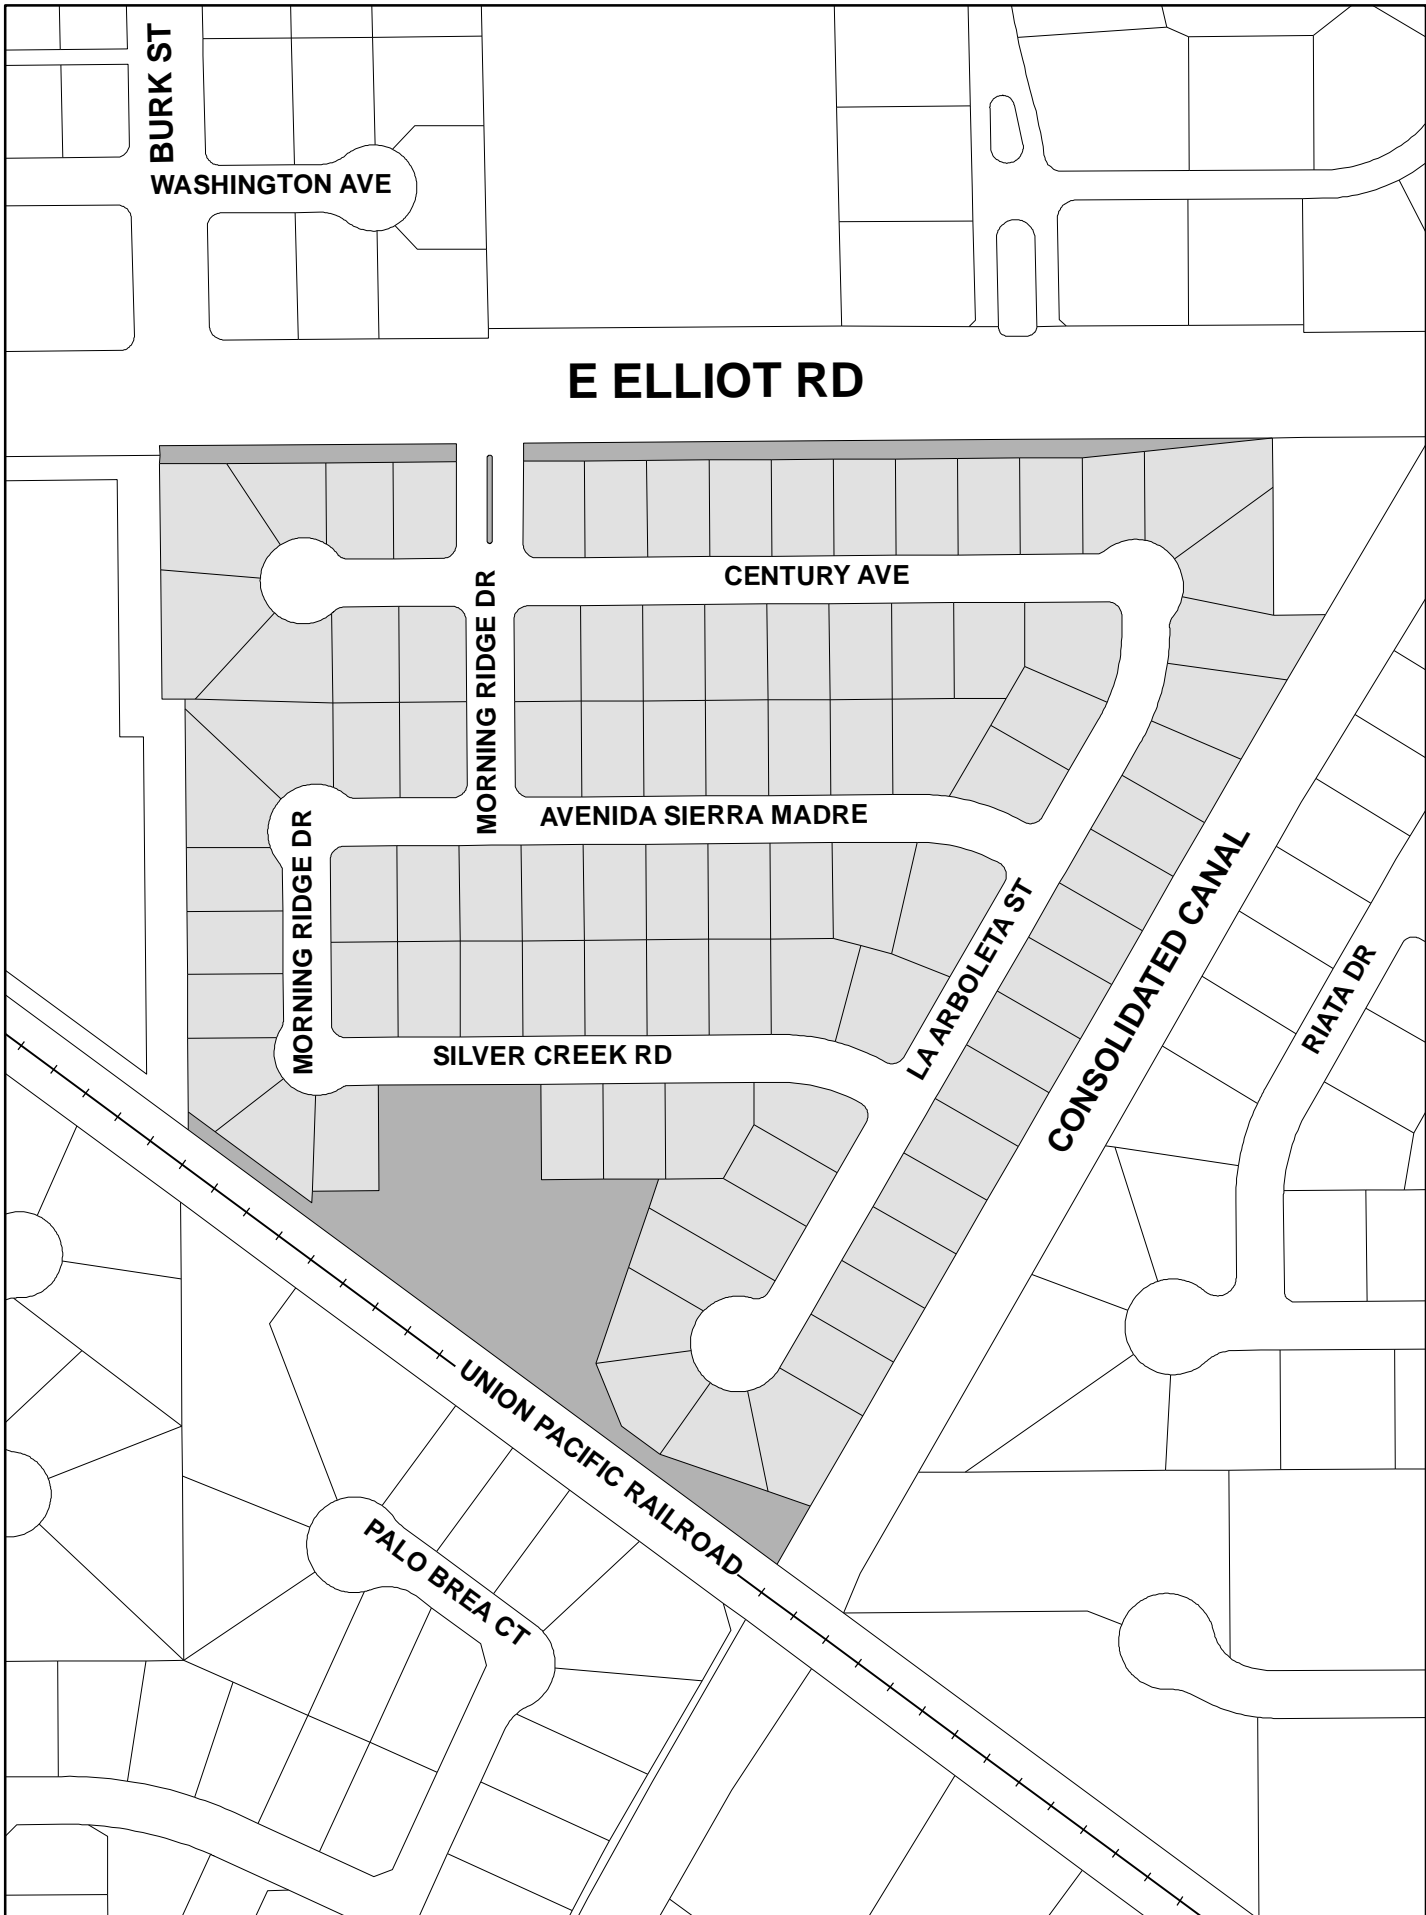 BURK ST
WASHINGTON AVE
E ELLIOT RD
CENTURY AVE
MORNING RIDGE DR
AVENIDA SIERRA MADRE
MORNING RIDGE DR
LA ARBOLETA ST
CONSOLIDATED CANAL
RIATA DR
SILVER CREEK RD
UNION PACIFIC RAILROAD
PALO BREA CT